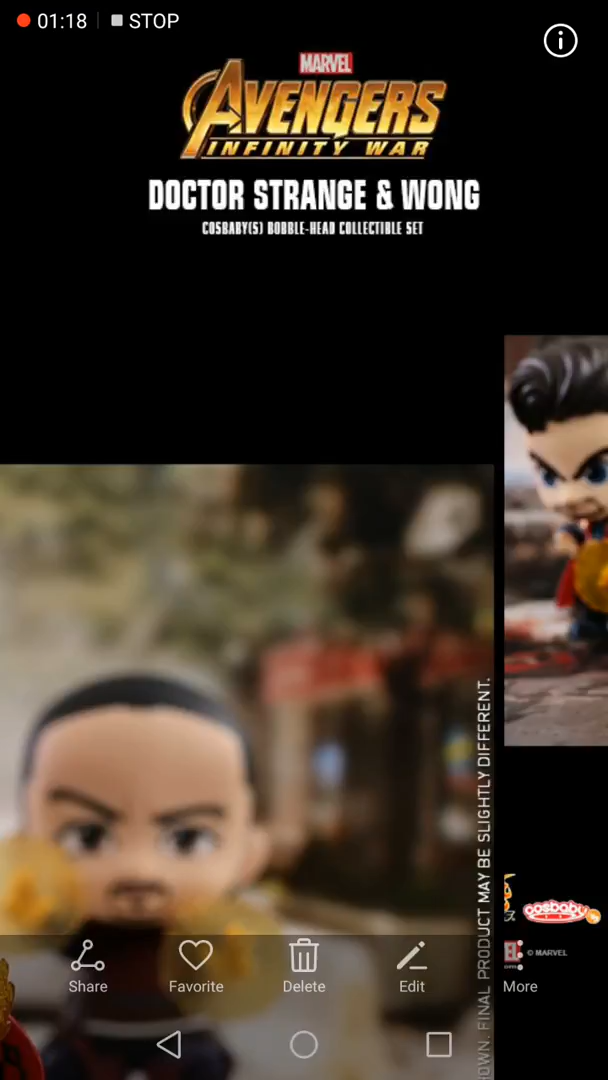 01:18 STOP
MARVEL
AVENGERS
INFINITY WAR
DOCTOR STRANGE & WONG
COSBABY(S) BOBBLE-HEAD COLLECTIBLE SET
OWN. FINAL PRODUCT MAY BE SLIGHTLY DIFFERENT.
cosbaby
© MARVEL
Share Favorite Delete Edit More